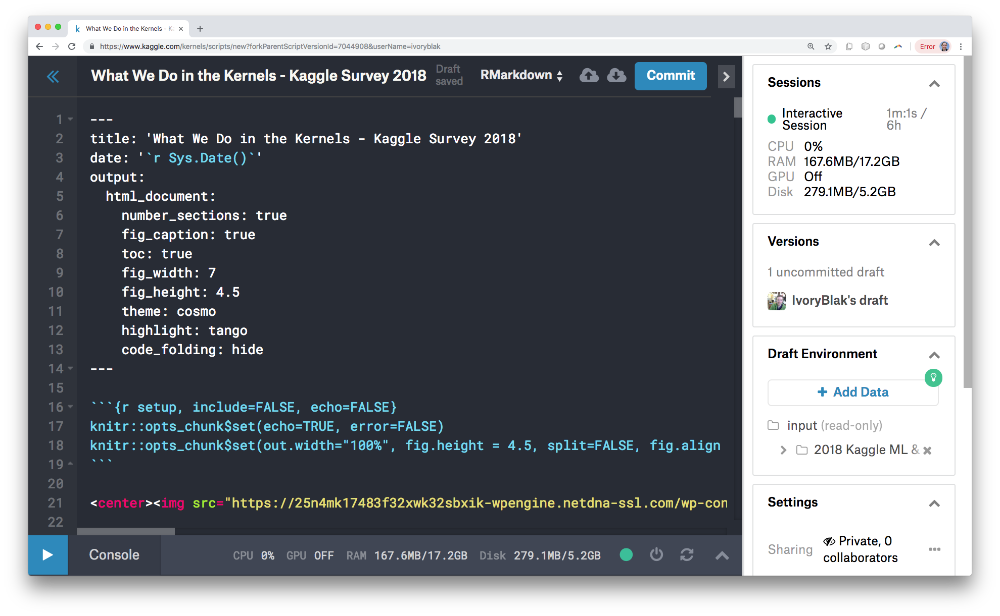 What We Do in the Kernels - K
https://www.kaggle.com/kernels/scripts/new?forkParentScriptVersionId=7044908&userName=ivoryblak
Error
What We Do in the Kernels - Kaggle Survey 2018
Draft saved
RMarkdown
Commit
1 ---
2 title: 'What We Do in the Kernels - Kaggle Survey 2018'
3 date: '`r Sys.Date()`'
4 output:
5 html_document:
6 number_sections: true
7 fig_caption: true
8 toc: true
9 fig_width: 7
10 fig_height: 4.5
11 theme: cosmo
12 highlight: tango
13 code_folding: hide
14 ---
15
16 ```{r setup, include=FALSE, echo=FALSE}
17 knitr::opts_chunk$set(echo=TRUE, error=FALSE)
18 knitr::opts_chunk$set(out.width="100%", fig.height = 4.5, split=FALSE, fig.align
19 ```
20
21 <center><img src="https://25n4mk17483f32xwk32sbxik-wpengine.netdna-ssl.com/wp-con
22
Console
CPU 0% GPU OFF RAM 167.6MB/17.2GB Disk 279.1MB/5.2GB
Sessions
Interactive Session
1m:1s / 6h
CPU 0%
RAM 167.6MB/17.2GB
GPU Off
Disk 279.1MB/5.2GB
Versions
1 uncommitted draft
IvoryBlak's draft
Draft Environment
+ Add Data
input (read-only)
2018 Kaggle ML &
Settings
Sharing
Private, 0
collaborators